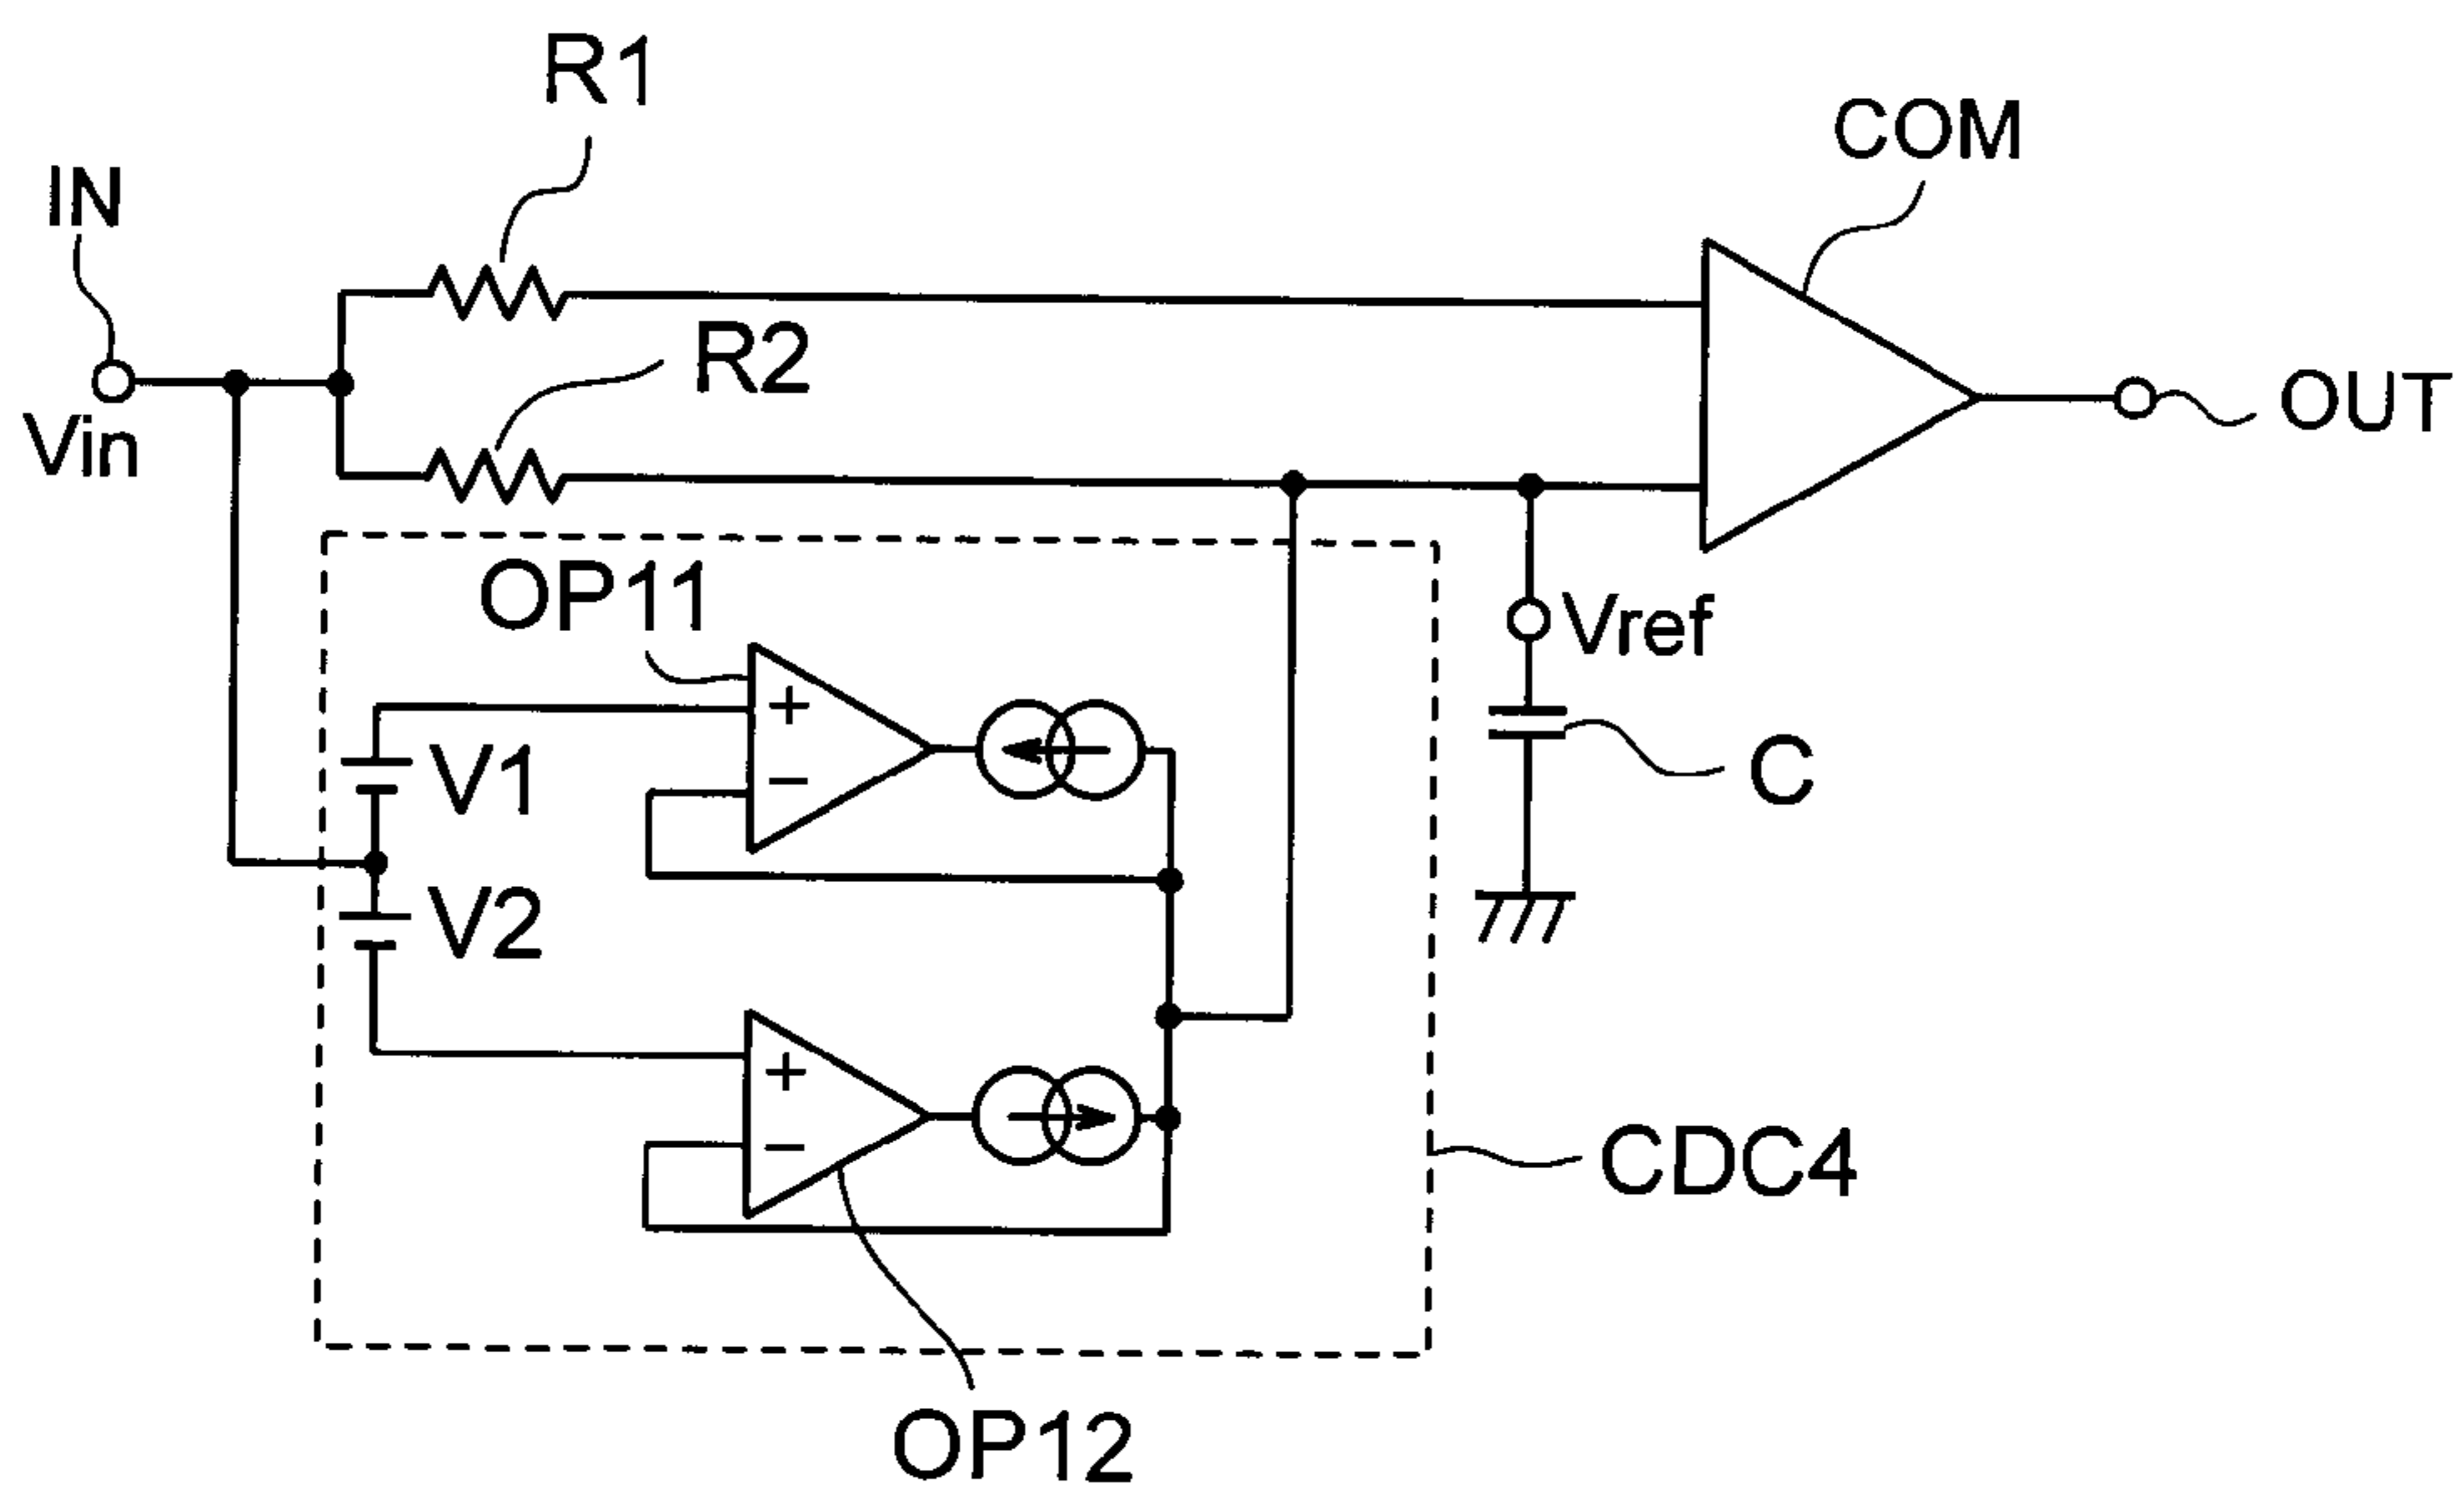 R1
COM
IN
R2
Vin
OUT
OP11
Vref
+
V1
C
−
V2
+
CDC4
−
OP12